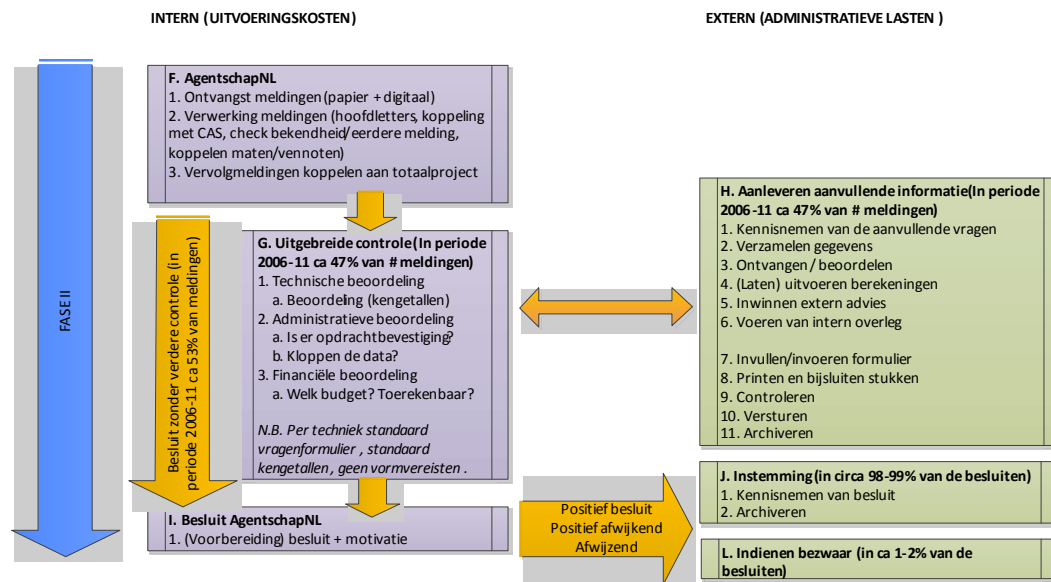 INTERN (UITVOERINGSKOSTEN)
EXTERN (ADMINISTRATIEVE LASTEN )
FASE II
F. AgentschapNL
1. Ontvangst meldingen (papier + digitaal)
2. Verwerking meldingen (hoofdletters, koppeling
met CAS, check bekendheid/eerdere melding,
koppelen maten/vennoten)
3. Vervolgmeldingen koppelen aan totaalproject
Besluit zonder verdere controle (in
periode 2006-11 ca 53% van meldingen)
G. Uitgebreide controle (In periode
2006-11 ca 47% van # meldingen)
1. Technische beoordeling
a. Beoordeling (kengetallen)
2. Administratieve beoordeling
a. Is er opdrachtbevestiging?
b. Kloppen de data?
3. Financiële beoordeling
a. Welk budget? Toerekenbaar?
N.B. Per techniek standaard
vragenformulier , standaard
kengetallen , geen vormvereisten .
H. Aanleveren aanvullende informatie(In periode
2006-11 ca 47% van # meldingen)
1. Kennisnemen van de aanvullende vragen
2. Verzamelen gegevens
3. Ontvangen / beoordelen
4. (Laten) uitvoeren berekeningen
5. Inwinnen extern advies
6. Voeren van intern overleg
7. Invullen/invoeren formulier
8. Printen en bijsluiten stukken
9. Controleren
10. Versturen
11. Archiveren
I. Besluit AgentschapNL
1. (Voorbereiding) besluit + motivatie
Positief besluit
Positief afwijkend
Afwijzend
J. Instemming (in circa 98-99% van de besluiten)
1. Kennisnemen van besluit
2. Archiveren
L. Indienen bezwaar (in ca 1-2% van de
besluiten)